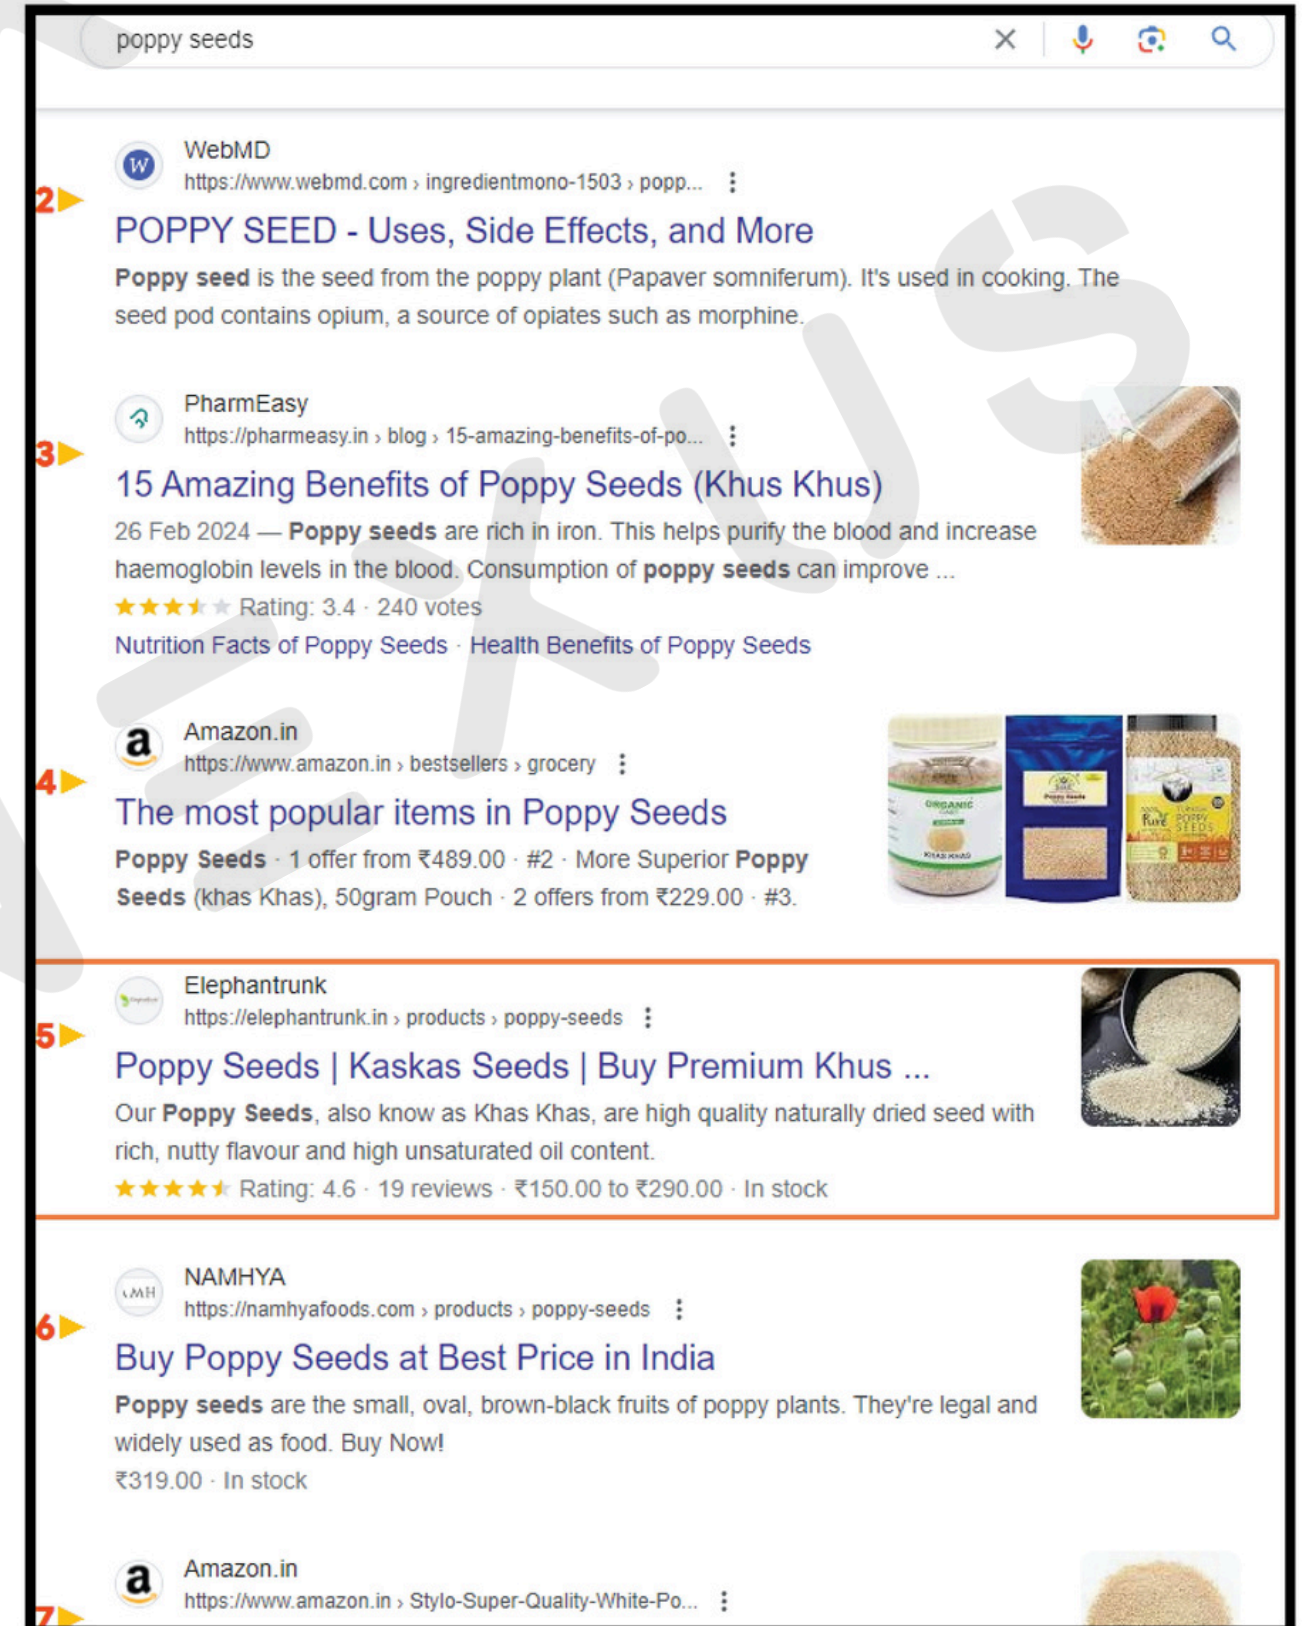 poppy seeds
WebMD
https://www.webmd.com › ingredientmono-1503 › popp...
2
POPPY SEED - Uses, Side Effects, and More
Poppy seed is the seed from the poppy plant (Papaver somniferum). It's used in cooking. The
seed pod contains opium, a source of opiates such as morphine.
PharmEasy
https://pharmeasy.in › blog › 15-amazing-benefits-of-po...
3
15 Amazing Benefits of Poppy Seeds (Khus Khus)
26 Feb 2024 — Poppy seeds are rich in iron. This helps purify the blood and increase
haemoglobin levels in the blood. Consumption of poppy seeds can improve ...
Rating: 3.4 · 240 votes
Nutrition Facts of Poppy Seeds · Health Benefits of Poppy Seeds
Amazon.in
https://www.amazon.in › bestsellers › grocery
4
The most popular items in Poppy Seeds
Poppy Seeds · 1 offer from ₹489.00 · #2 · More Superior Poppy
Seeds (khas Khas), 50gram Pouch · 2 offers from ₹229.00 · #3.
ORGANIC
KHAS KHAS
Poppy Seeds
Pure
POPPY
SEEDS
Elephantrunk
https://elephantrunk.in › products › poppy-seeds
5
Poppy Seeds | Kaskas Seeds | Buy Premium Khus ...
Our Poppy Seeds, also know as Khas Khas, are high quality naturally dried seed with
rich, nutty flavour and high unsaturated oil content.
Rating: 4.6 · 19 reviews · ₹150.00 to ₹290.00 · In stock
MH
NAMHYA
https://namhyafoods.com › products › poppy-seeds
6
Buy Poppy Seeds at Best Price in India
Poppy seeds are the small, oval, brown-black fruits of poppy plants. They're legal and
widely used as food. Buy Now!
₹319.00 · In stock
Amazon.in
https://www.amazon.in › Stylo-Super-Quality-White-Po...
7
EXUS